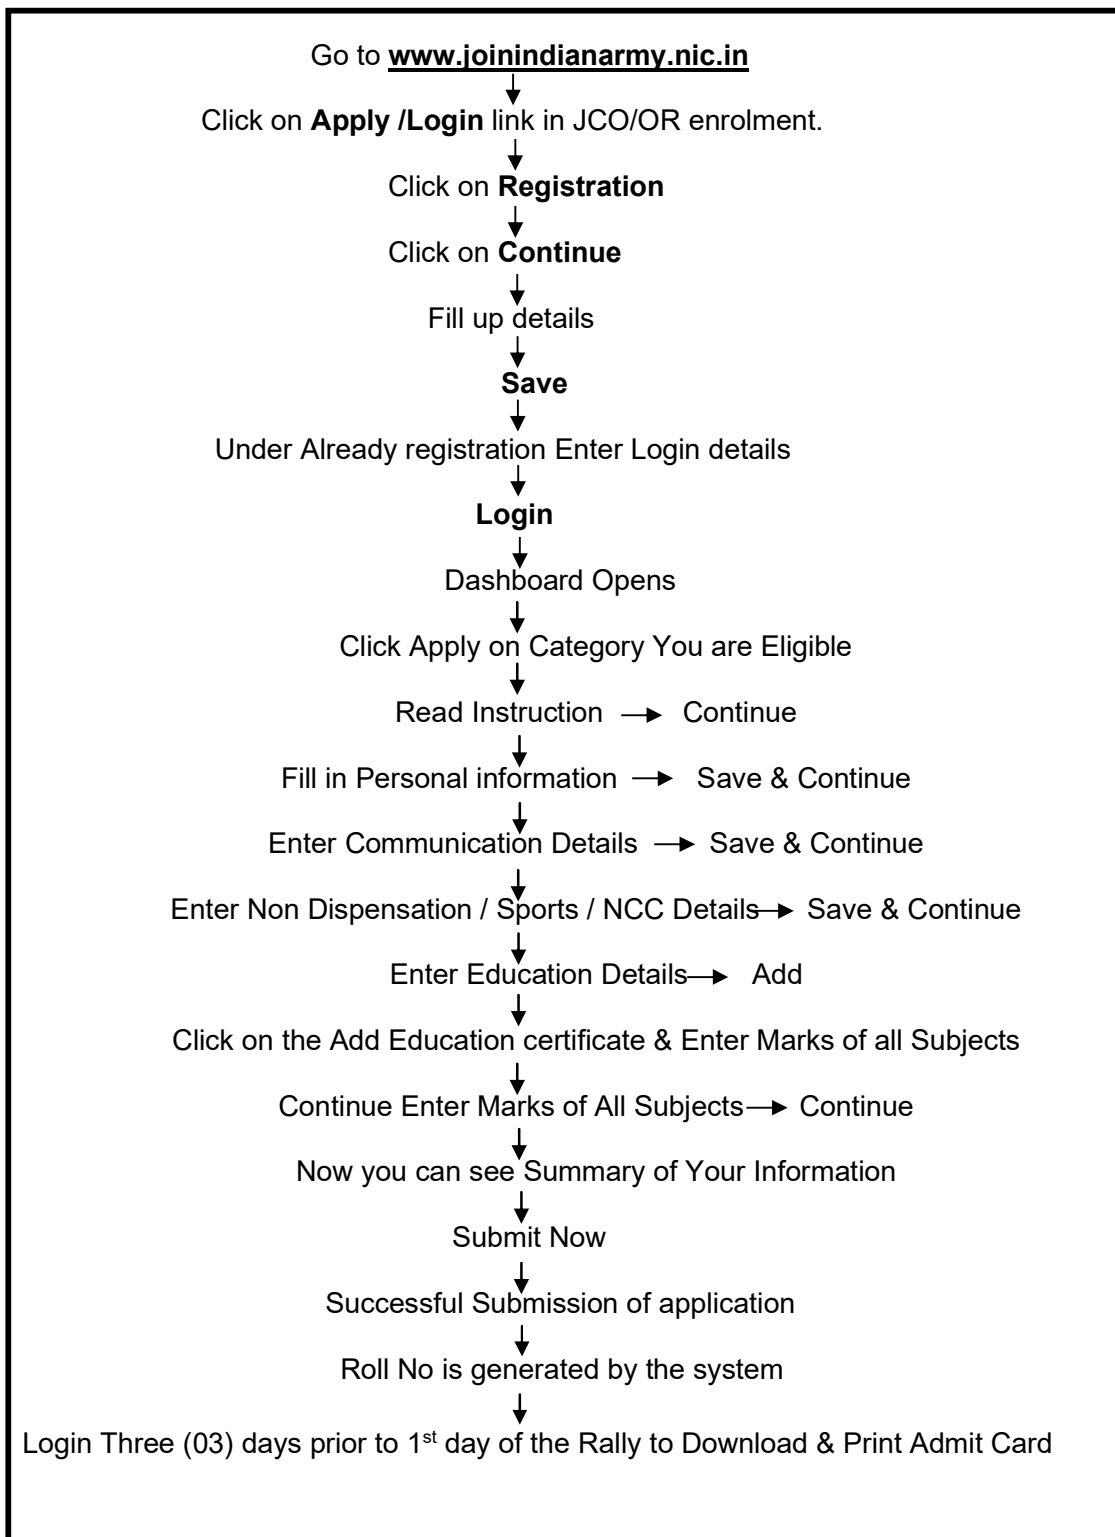 Go to www.joinindianarmy.nic.in
Click on Apply /Login link in JCO/OR enrolment.
Click on Registration
Click on Continue
Fill up details
Save
Under Already registration Enter Login details
Login
Dashboard Opens
Click Apply on Category You are Eligible
Read Instruction → Continue
Fill in Personal information → Save & Continue
Enter Communication Details → Save & Continue
Enter Non Dispensation / Sports / NCC Details → Save & Continue
Enter Education Details → Add
Click on the Add Education certificate & Enter Marks of all Subjects
Continue Enter Marks of All Subjects → Continue
Now you can see Summary of Your Information
Submit Now
Successful Submission of application
Roll No is generated by the system
Login Three (03) days prior to 1st day of the Rally to Download & Print Admit Card